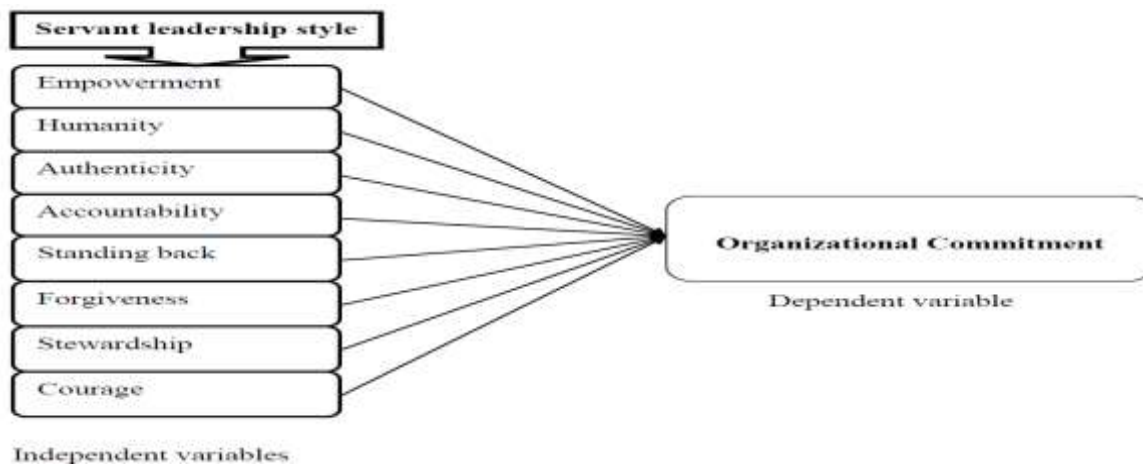 Servant leadership style
Empowerment
Humanity
Authenticity
Accountability
Standing back
Forgiveness
Stewardship
Courage
Independent variables
Organizational Commitment
Dependent variable